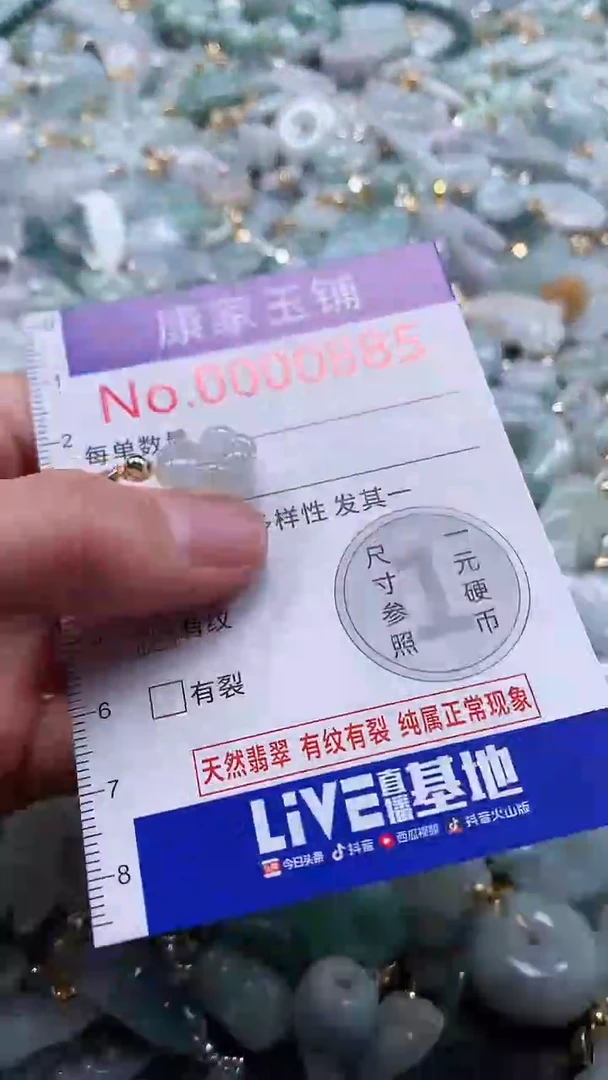 康家玉铺
No.0000885
每单数量
多样性 发其一
有纹
有裂
尺寸参照
一元硬币
1
天然翡翠 有纹有裂 纯属正常现象
LiVE直播基地
今日头条 抖音 西瓜视频 抖音火山版
0
1
2
6
7
8